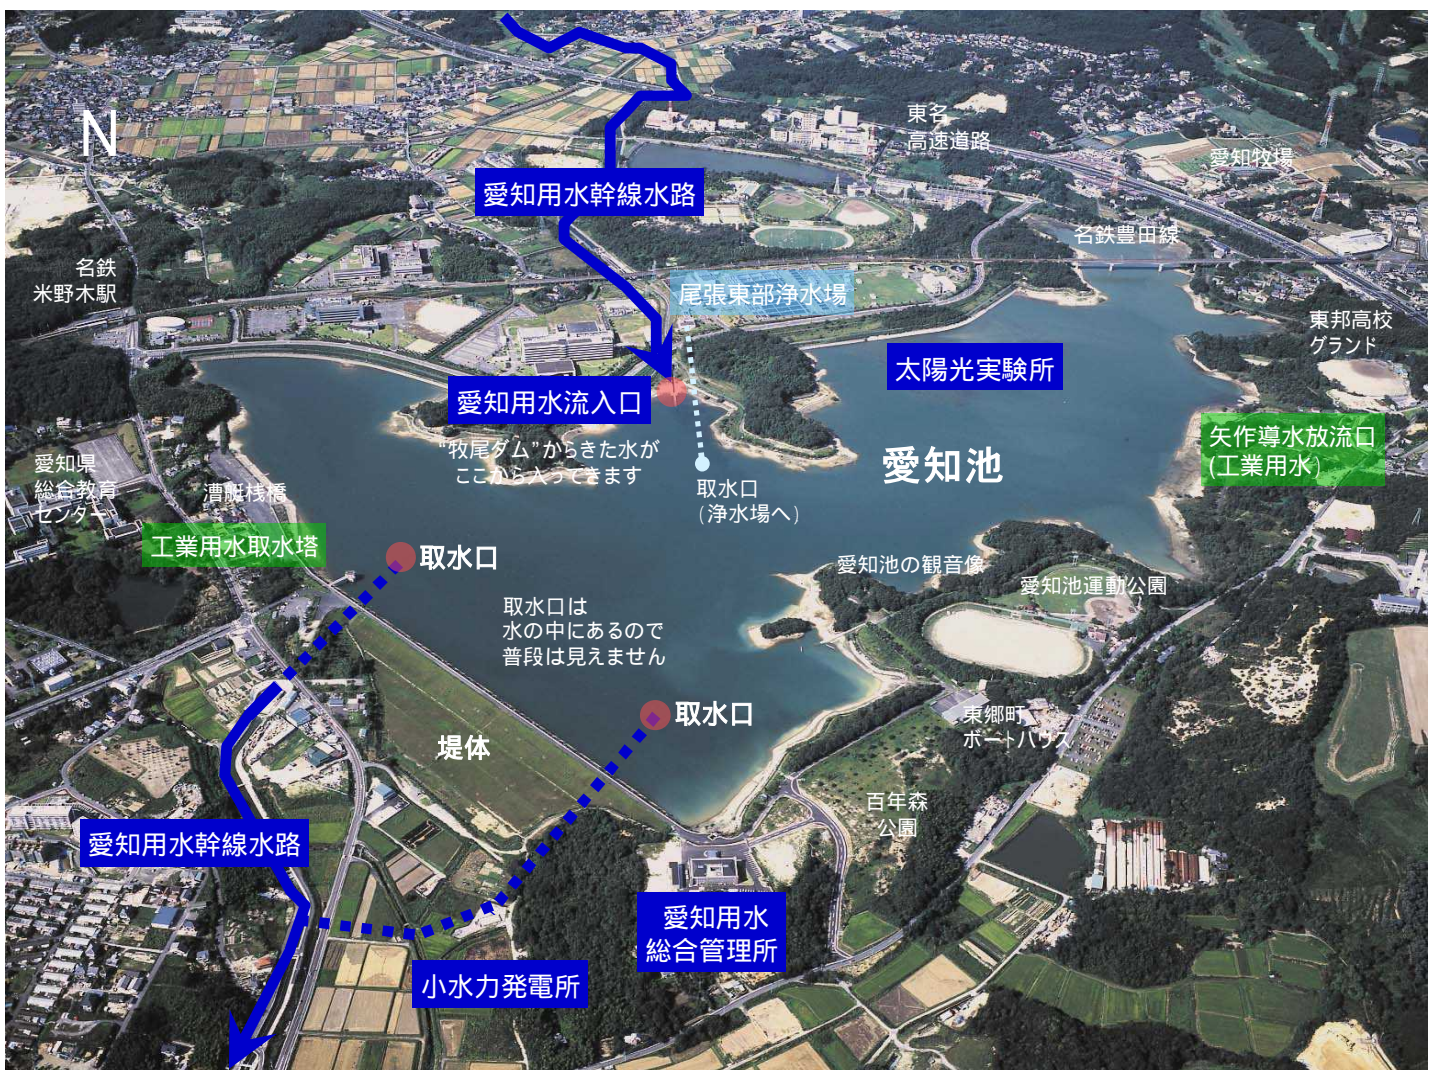 N
東名
高速道路
愛知牧場
愛知用水幹線水路
名鉄豊田線
名鉄
米野木駅
尾張東部浄水場
東邦高校
グランド
太陽光実験所
愛知用水流入口
“牧尾ダム”からきた水が
ここから入ってきます
愛知池
矢作導水放流口
(工業用水)
愛知県
総合教育
センター
漕艇桟橋
取水口
(浄水場へ)
工業用水取水塔
取水口
愛知池の観音像
愛知池運動公園
取水口は
水の中にあるので
普段は見えません
取水口
東郷町
ボートハウス
堤体
百年森
公園
愛知用水幹線水路
愛知用水
総合管理所
小水力発電所